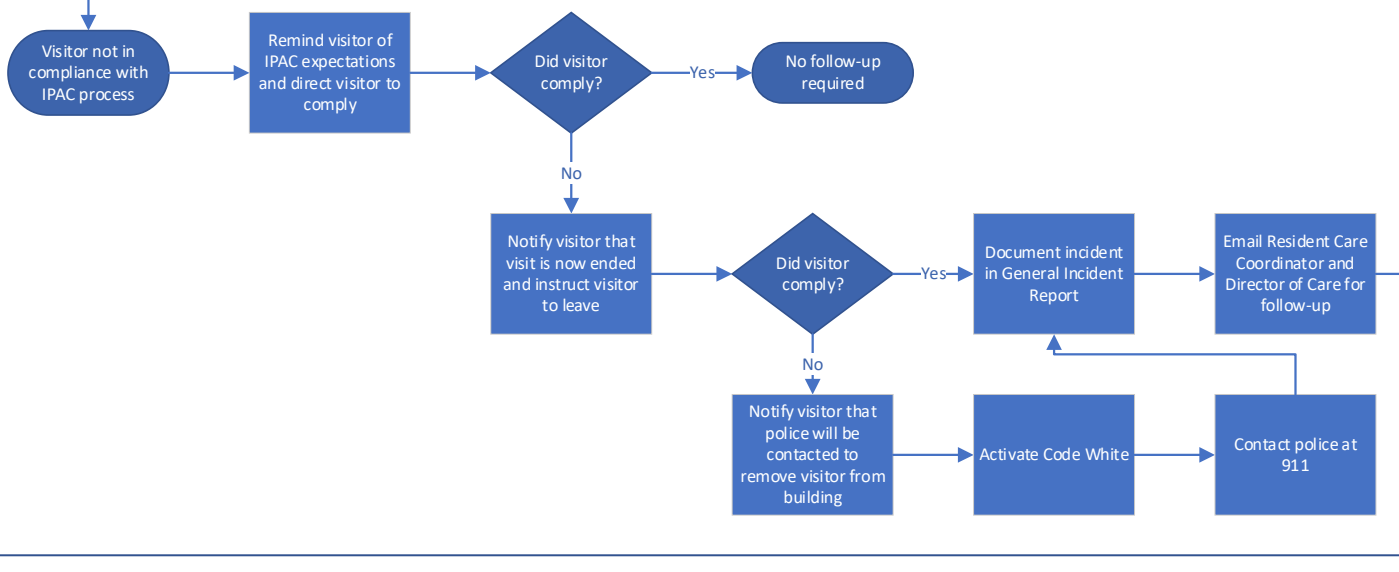 Visitor not in
compliance with
IPAC process
Remind visitor of
IPAC expectations
and direct visitor to
comply
Did visitor
comply?
Yes
No follow-up
required
No
Notify visitor that
visit is now ended
and instruct visitor
to leave
Did visitor
comply?
Yes
Document incident
in General Incident
Report
Email Resident Care
Coordinator and
Director of Care for
follow-up
No
Notify visitor that
police will be
contacted to
remove visitor from
building
Activate Code White
Contact police at
911